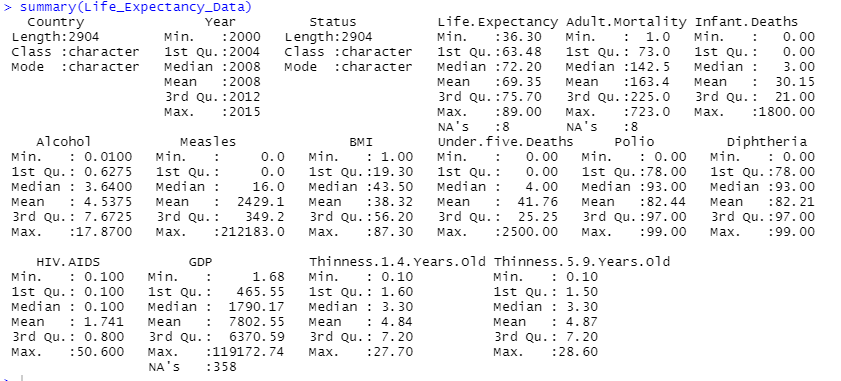 > summary(Life_Expectancy_Data)
   Country               Year         Status          Life.Expectancy Adult.Mortality Infant.Deaths
 Length:2904        Min.   :2000   Length:2904        Min.   :36.30   Min.   :  1.0   Min.   :   0.00
 Class :character   1st Qu.:2004   Class :character   1st Qu.:63.48   1st Qu.: 73.0   1st Qu.:   0.00
 Mode  :character   Median :2008   Mode  :character   Median :72.20   Median :142.5   Median :   3.00
                    Mean   :2008                      Mean   :69.35   Mean   :163.4   Mean   :  30.15
                    3rd Qu.:2012                      3rd Qu.:75.70   3rd Qu.:225.0   3rd Qu.:  21.00
                    Max.   :2015                      Max.   :89.00   Max.   :723.0   Max.   :1800.00
                                                      NA's   :8       NA's   :8
    Alcohol           Measles              BMI        Under.five.Deaths     Polio         Diphtheria
 Min.   : 0.0100   Min.   :     0.0   Min.   : 1.00   Min.   :   0.00   Min.   : 0.00   Min.   : 0.00
 1st Qu.: 0.6275   1st Qu.:     0.0   1st Qu.:19.30   1st Qu.:   0.00   1st Qu.:78.00   1st Qu.:78.00
 Median : 3.6400   Median :    16.0   Median :43.50   Median :   4.00   Median :93.00   Median :93.00
 Mean   : 4.5375   Mean   :  2429.1   Mean   :38.32   Mean   :  41.76   Mean   :82.44   Mean   :82.21
 3rd Qu.: 7.6725   3rd Qu.:   349.2   3rd Qu.:56.20   3rd Qu.:  25.25   3rd Qu.:97.00   3rd Qu.:97.00
 Max.   :17.8700   Max.   :212183.0   Max.   :87.30   Max.   :2500.00   Max.   :99.00   Max.   :99.00
    HIV.AIDS           GDP            Thinness.1.4.Years.Old Thinness.5.9.Years.Old
 Min.   : 0.100   Min.   :     1.68   Min.   : 0.10          Min.   : 0.10
 1st Qu.: 0.100   1st Qu.:   465.55   1st Qu.: 1.60          1st Qu.: 1.50
 Median : 0.100   Median :  1790.17   Median : 3.30          Median : 3.30
 Mean   : 1.741   Mean   :  7802.55   Mean   : 4.84          Mean   : 4.87
 3rd Qu.: 0.800   3rd Qu.:  6370.59   3rd Qu.: 7.20          3rd Qu.: 7.20
 Max.   :50.600   Max.   :119172.74   Max.   :27.70          Max.   :28.60
                  NA's   :358